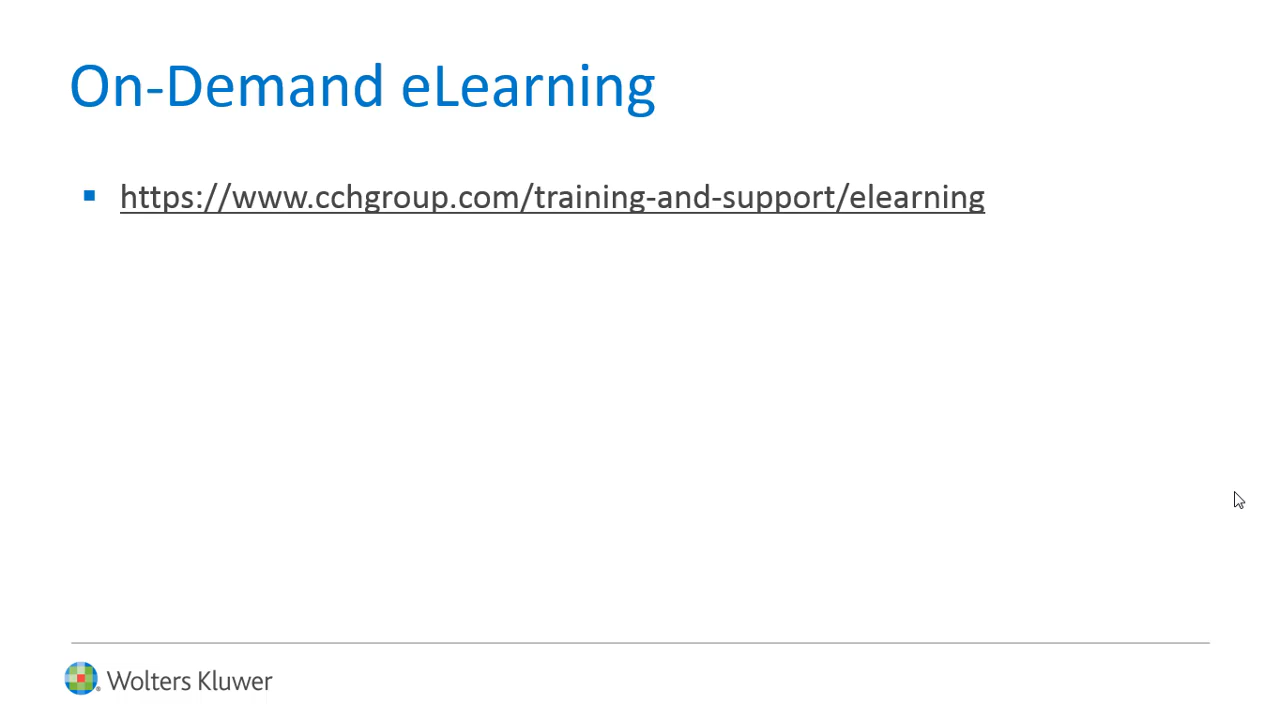 On-Demand eLearning
https://www.cchgroup.com/training-and-support/elearning
Wolters Kluwer